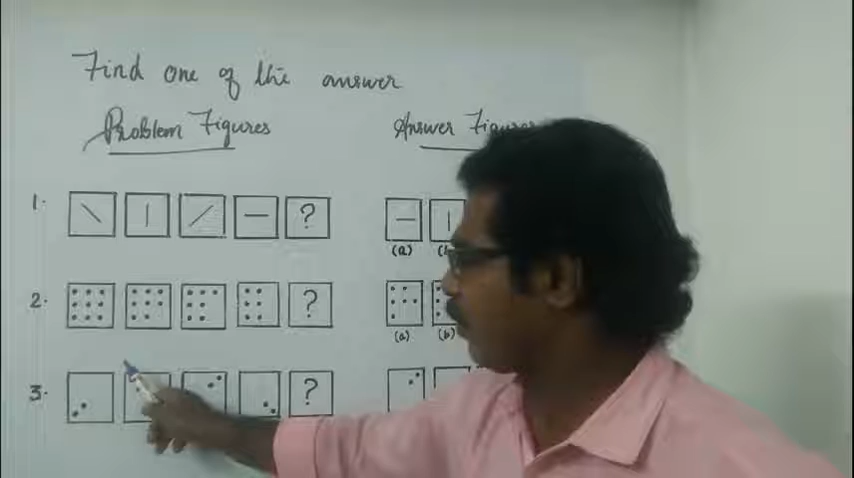 Find one of the answer
Problem Figures
Answer Figures
1.
?
(a)
2.
?
(a) (b)
3.
?